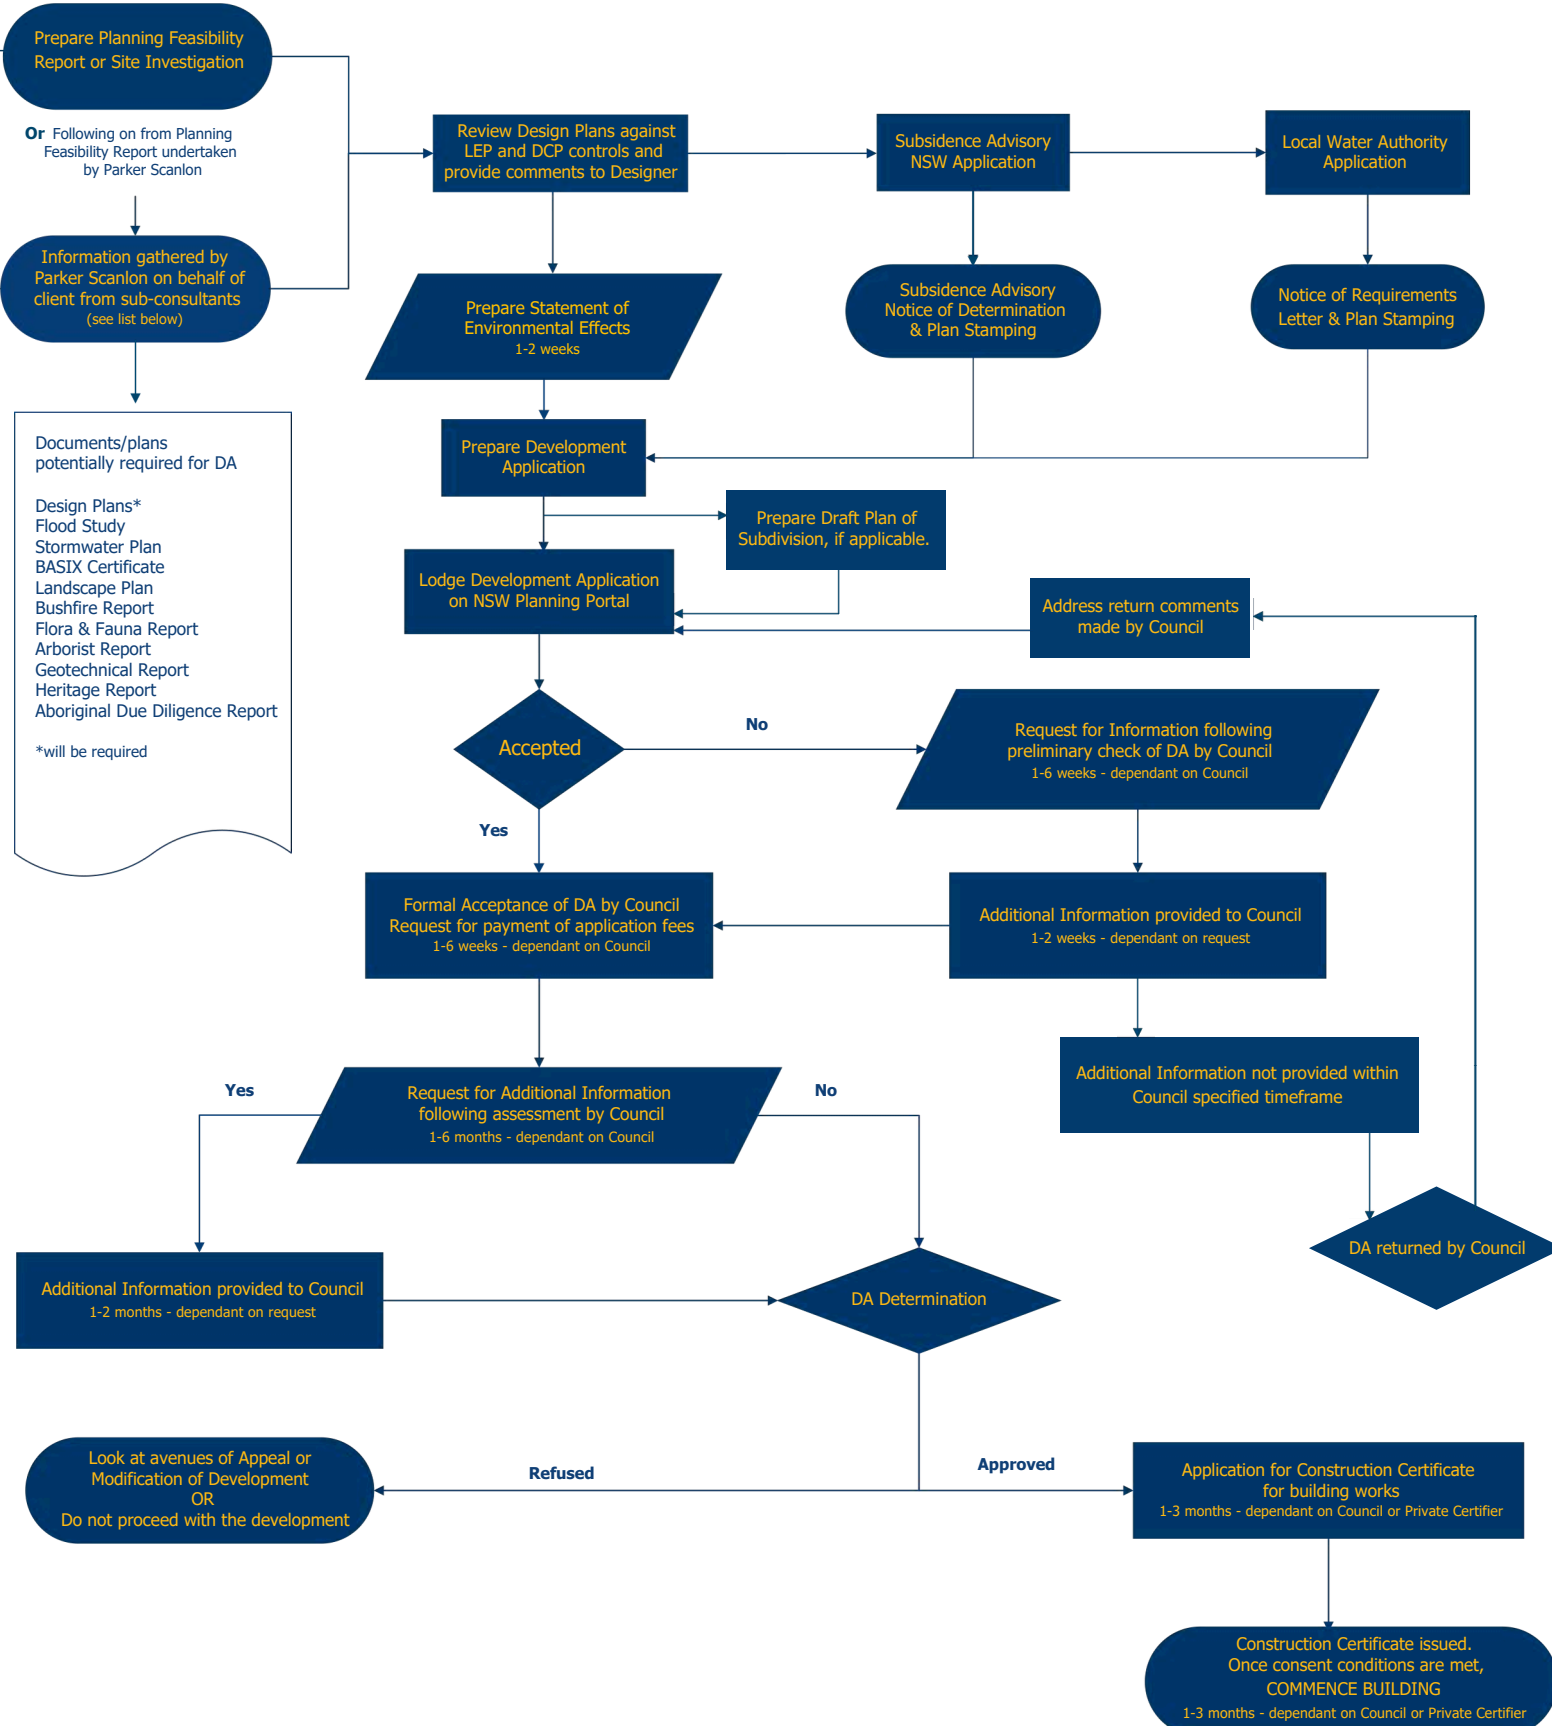 Prepare Planning Feasibility
Report or Site Investigation
Or Following on from Planning
Feasibility Report undertaken
by Parker Scanlon
Information gathered by
Parker Scanlon on behalf of
client from sub-consultants
(see list below)
Documents/plans
potentially required for DA
Design Plans*
Flood Study
Stormwater Plan
BASIX Certificate
Landscape Plan
Bushfire Report
Flora & Fauna Report
Arborist Report
Geotechnical Report
Heritage Report
Aboriginal Due Diligence Report
*will be required
Review Design Plans against
LEP and DCP controls and
provide comments to Designer
Subsidence Advisory
NSW Application
Local Water Authority
Application
Prepare Statement of
Environmental Effects
1-2 weeks
Subsidence Advisory
Notice of Determination
& Plan Stamping
Notice of Requirements
Letter & Plan Stamping
Prepare Development
Application
Prepare Draft Plan of
Subdivision, if applicable.
Lodge Development Application
on NSW Planning Portal
Address return comments
made by Council
Accepted
No
Request for Information following
preliminary check of DA by Council
1-6 weeks - dependant on Council
Yes
Formal Acceptance of DA by Council
Request for payment of application fees
1-6 weeks - dependant on Council
Additional Information provided to Council
1-2 weeks - dependant on request
Additional Information not provided within
Council specified timeframe
Yes
Request for Additional Information
following assessment by Council
1-6 months - dependant on Council
No
DA returned by Council
Additional Information provided to Council
1-2 months - dependant on request
DA Determination
Look at avenues of Appeal or
Modification of Development
OR
Do not proceed with the development
Refused
Approved
Application for Construction Certificate
for building works
1-3 months - dependant on Council or Private Certifier
Construction Certificate issued.
Once consent conditions are met,
COMMENCE BUILDING
1-3 months - dependant on Council or Private Certifier